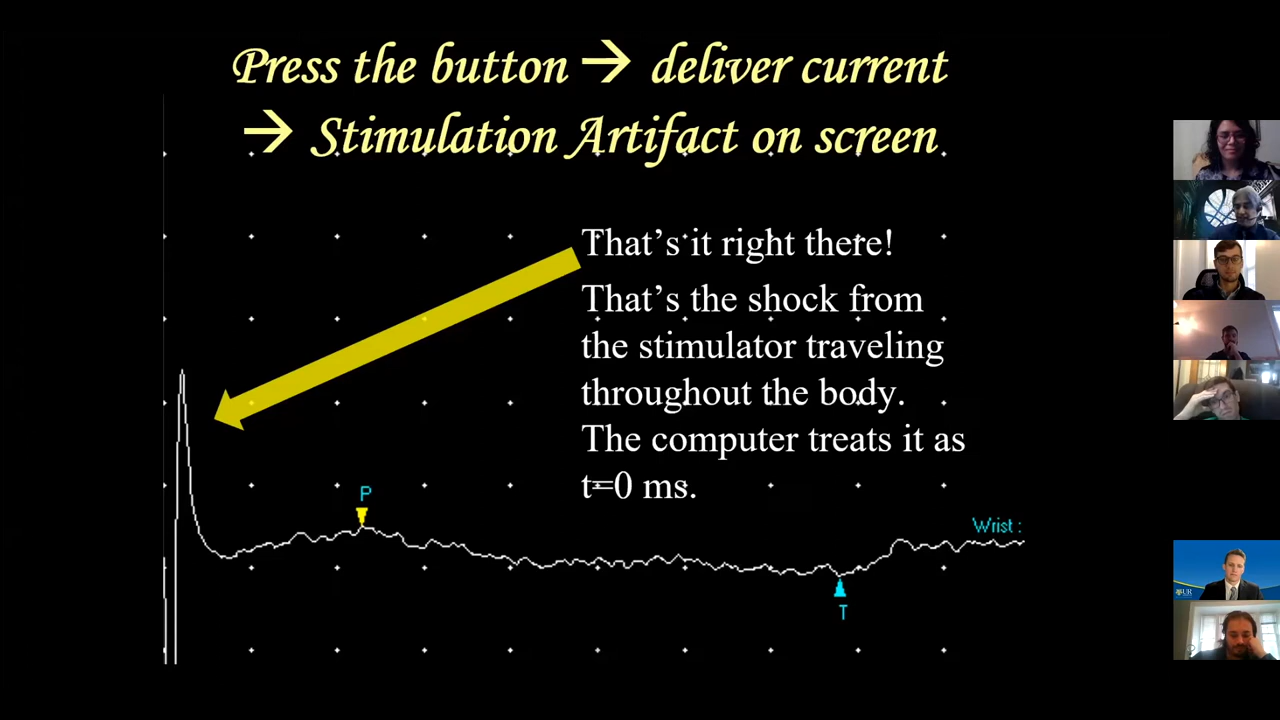 Press the button → deliver current
→ Stimulation Artifact on screen
That's it right there!
That's the shock from
the stimulator traveling
throughout the body.
The computer treats it as
t=0 ms.
P
Wrist :
T
UR